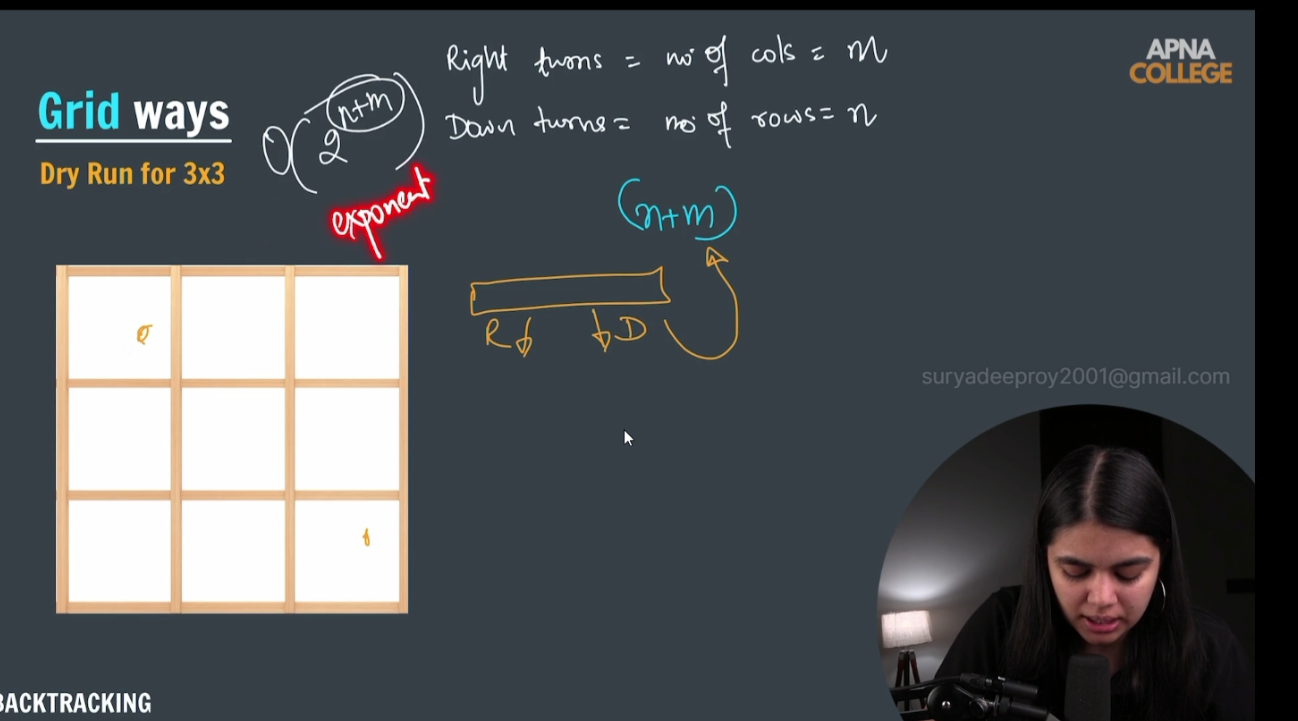 Right turns = no of cols = m
APNA
COLLEGE
Grid ways
O(2^(n+m))
Down turns = no of rows = n
Dry Run for 3x3
exponent
(n+m)
R D
suryadeeproy2001@gmail.com
BACKTRACKING